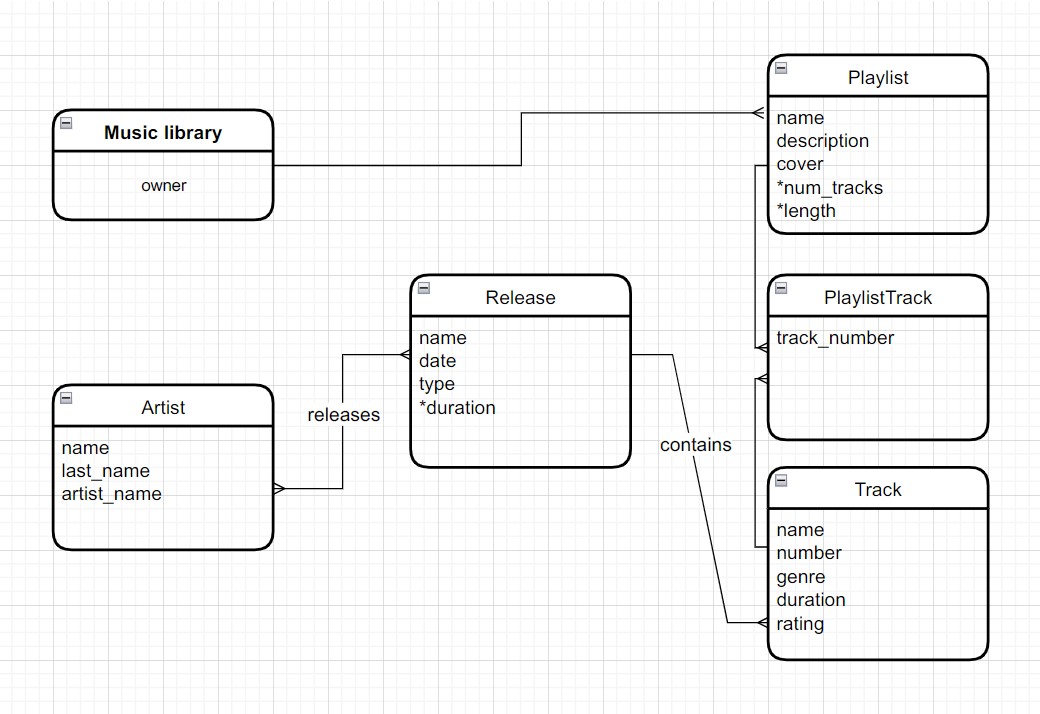 Music library
owner
Playlist
name
description
cover
*num_tracks
*length
Release
name
date
type
*duration
PlaylistTrack
track_number
Artist
name
last_name
artist_name
releases
contains
Track
name
number
genre
duration
rating